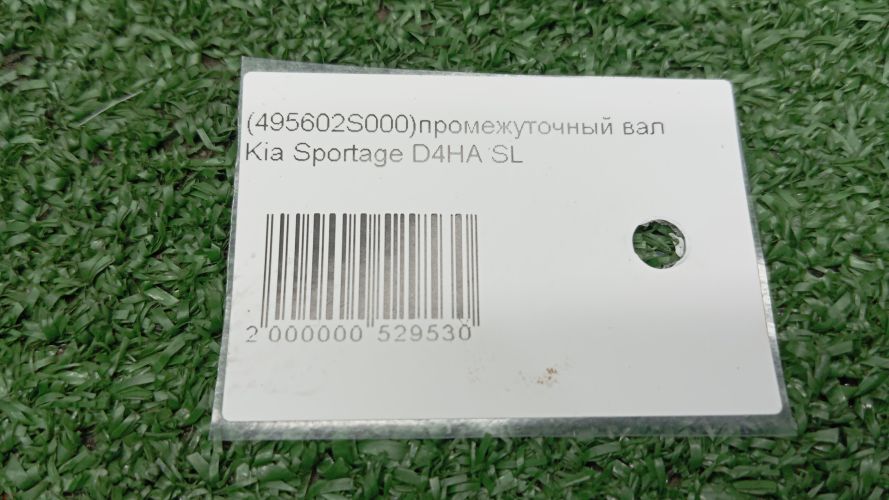 (495602S000)промежуточный вал
Kia Sportage D4HA SL
2 000000 529530